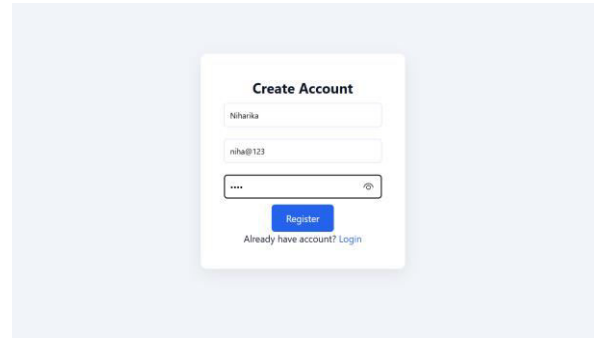 Create Account
Niharika
niha@123
••••
Register
Already have account? Login